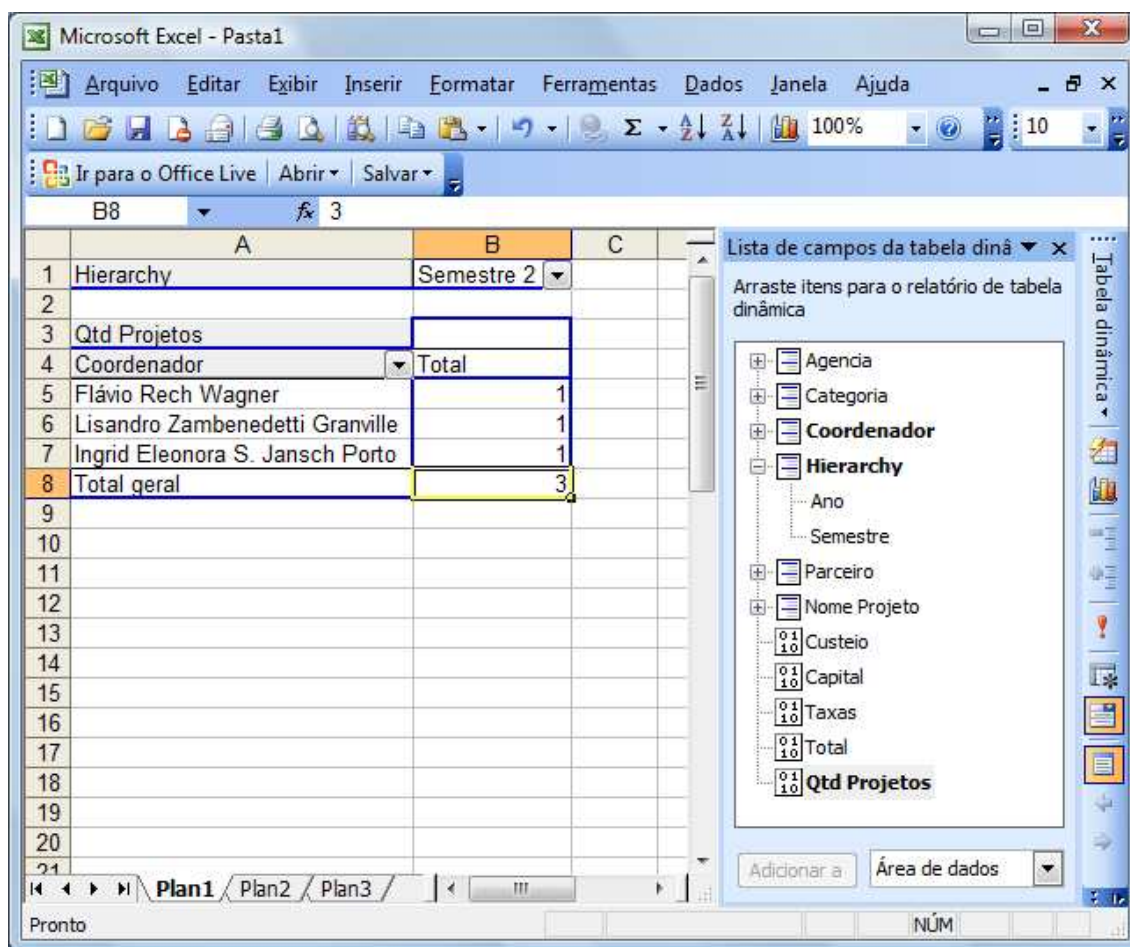 Microsoft Excel - Pasta1
Arquivo Editar Exibir Inserir Formatar Ferramentas Dados Janela Ajuda
Σ 100% 10
Ir para o Office Live Abrir Salvar
B8 fx 3
A B C
1 Hierarchy Semestre 2
2
3 Qtd Projetos
4 Coordenador Total
5 Flávio Rech Wagner 1
6 Lisandro Zambenedetti Granville 1
7 Ingrid Eleonora S. Jansch Porto 1
8 Total geral 3
9
10
11
12
13
14
15
16
17
18
19
20
21
Plan1 Plan2 Plan3
Pronto
NÚM
Lista de campos da tabela dinâ
Arraste itens para o relatório de tabela
dinâmica
Agencia
Categoria
Coordenador
Hierarchy
Ano
Semestre
Parceiro
Nome Projeto
Custeio
Capital
Taxas
Total
Qtd Projetos
Adicionar a Área de dados
Tabela dinâmica